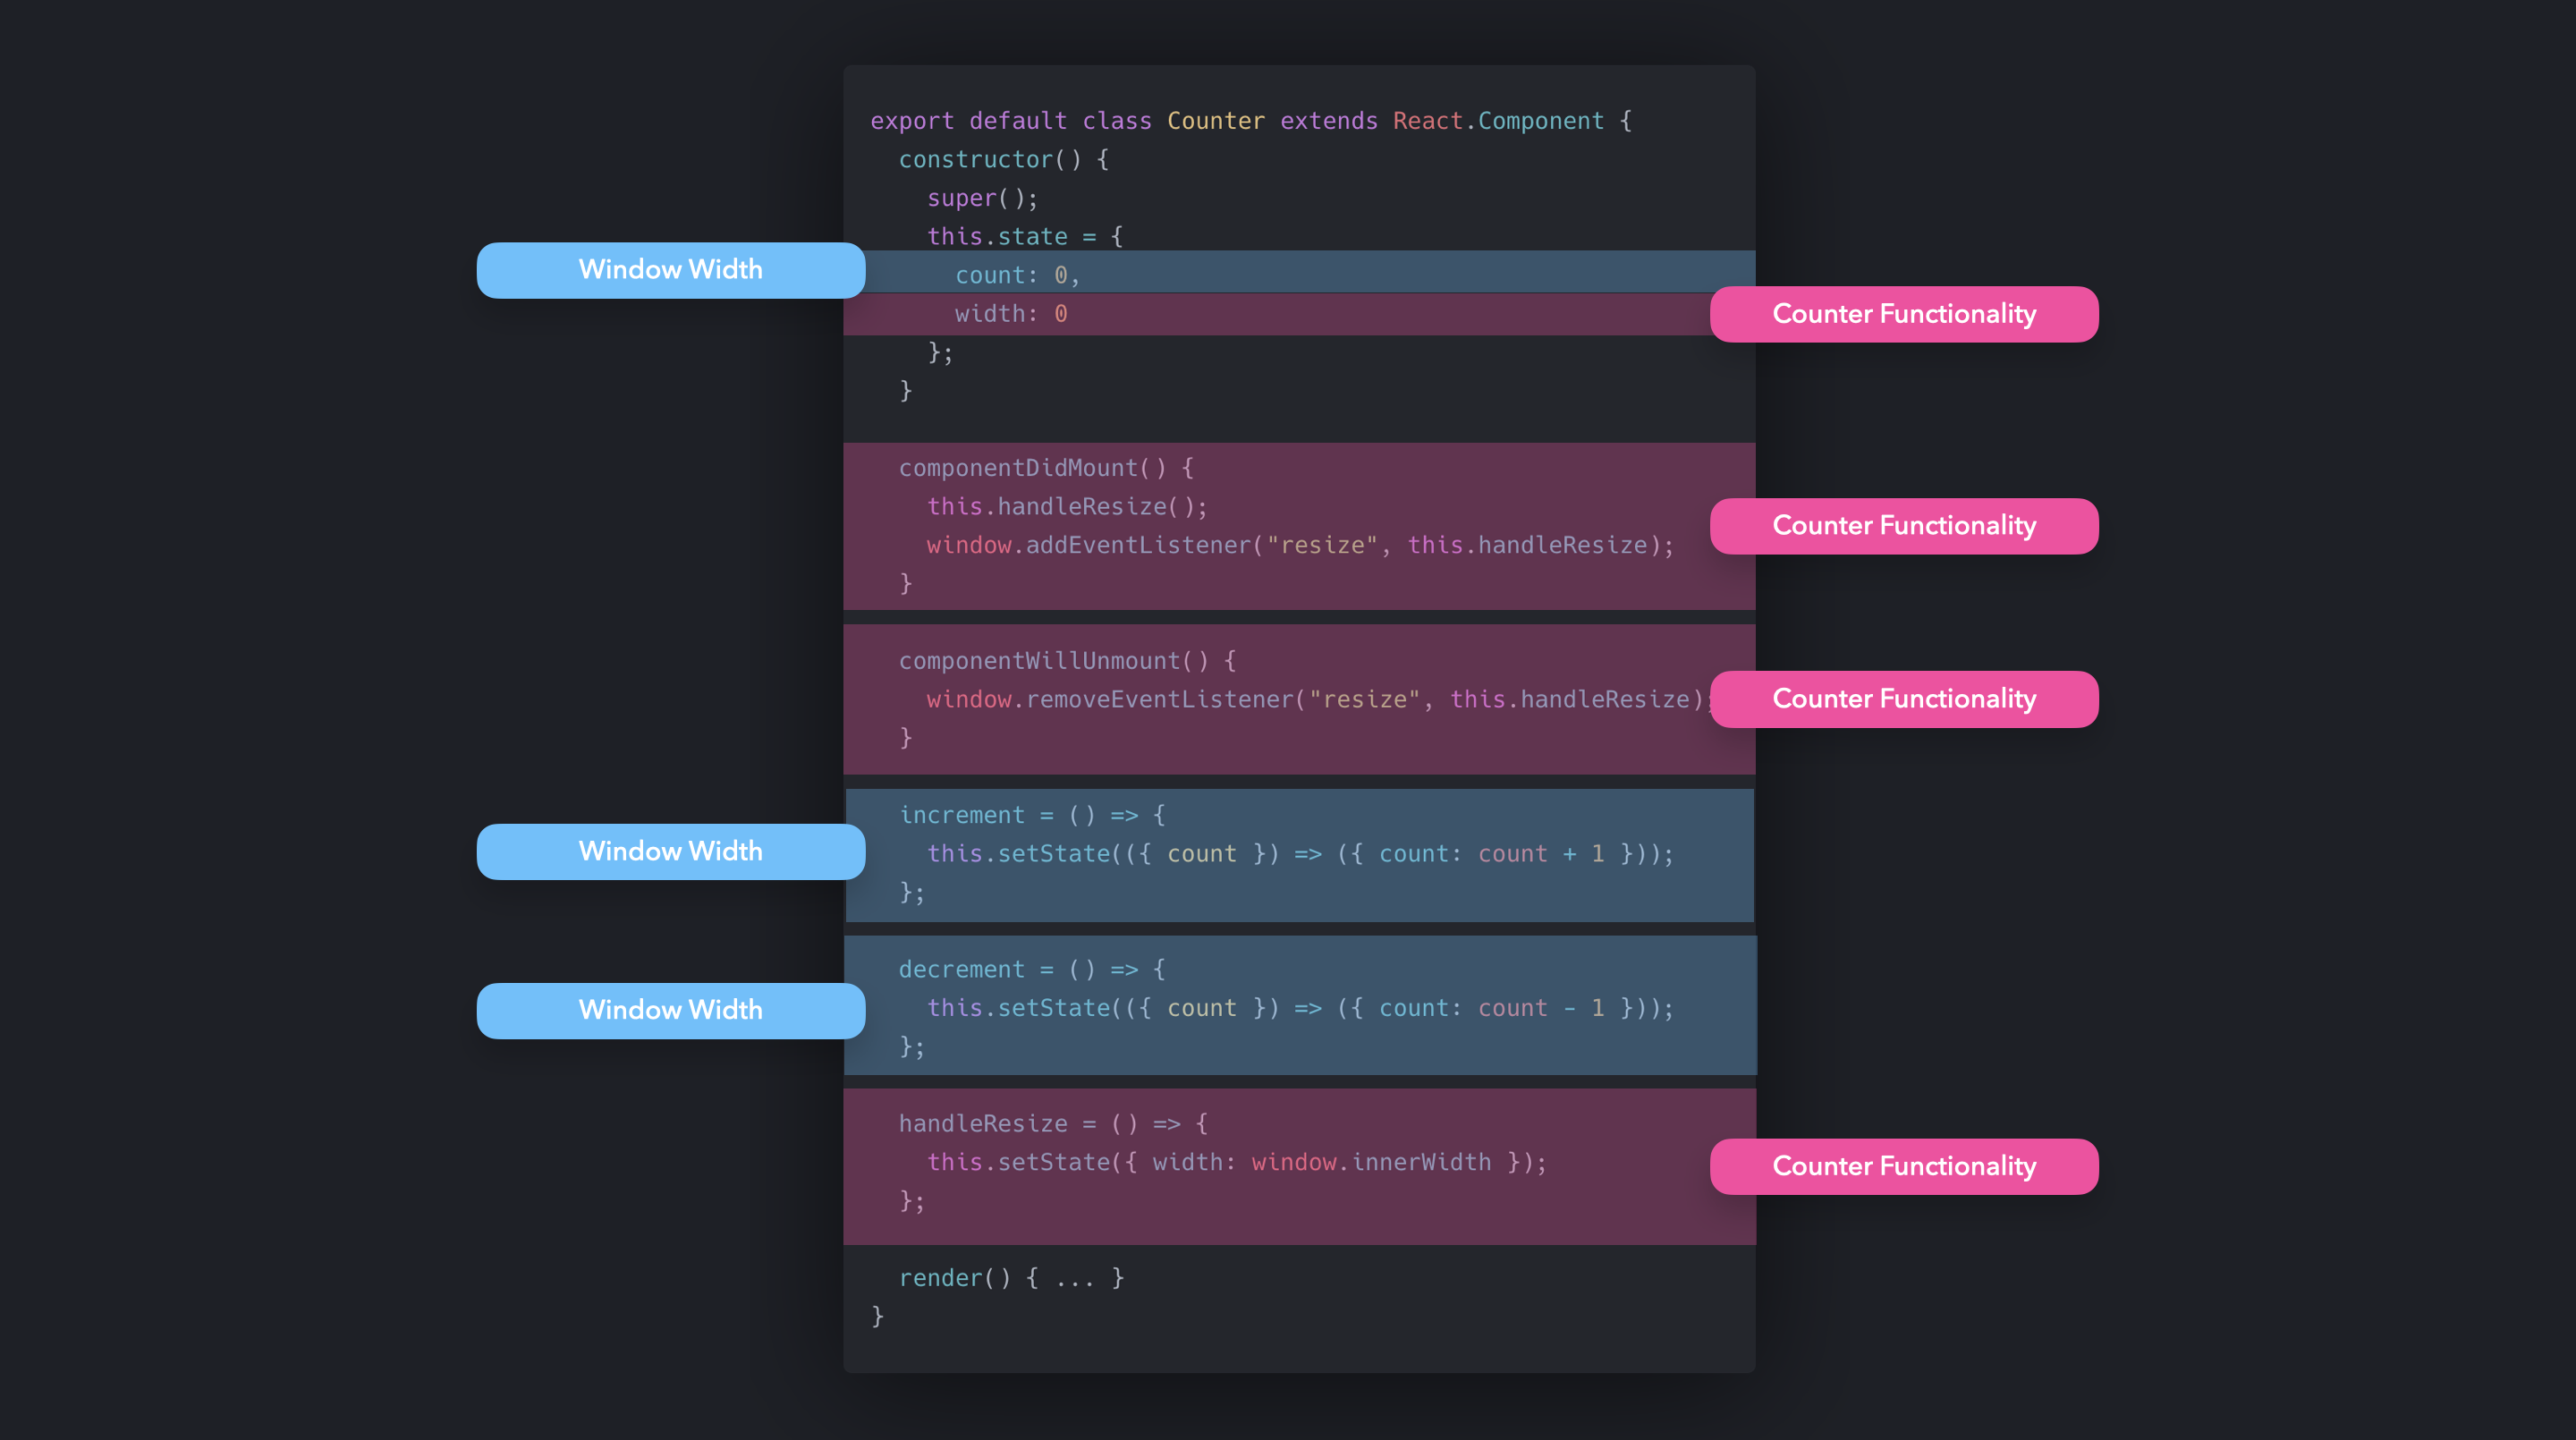 export default class Counter extends React.Component {
constructor() {
super();
this.state = {
Window Width
count: 0,
width: 0
Counter Functionality
};
}
componentDidMount() {
this.handleResize();
Counter Functionality
window.addEventListener("resize", this.handleResize);
}
componentWillUnmount() {
window.removeEventListener("resize", this.handleResize);
Counter Functionality
}
increment = () => {
Window Width
this.setState(({ count }) => ({ count: count + 1 }));
};
decrement = () => {
Window Width
this.setState(({ count }) => ({ count: count - 1 }));
};
handleResize = () => {
this.setState({ width: window.innerWidth });
Counter Functionality
};
render() { ... }
}